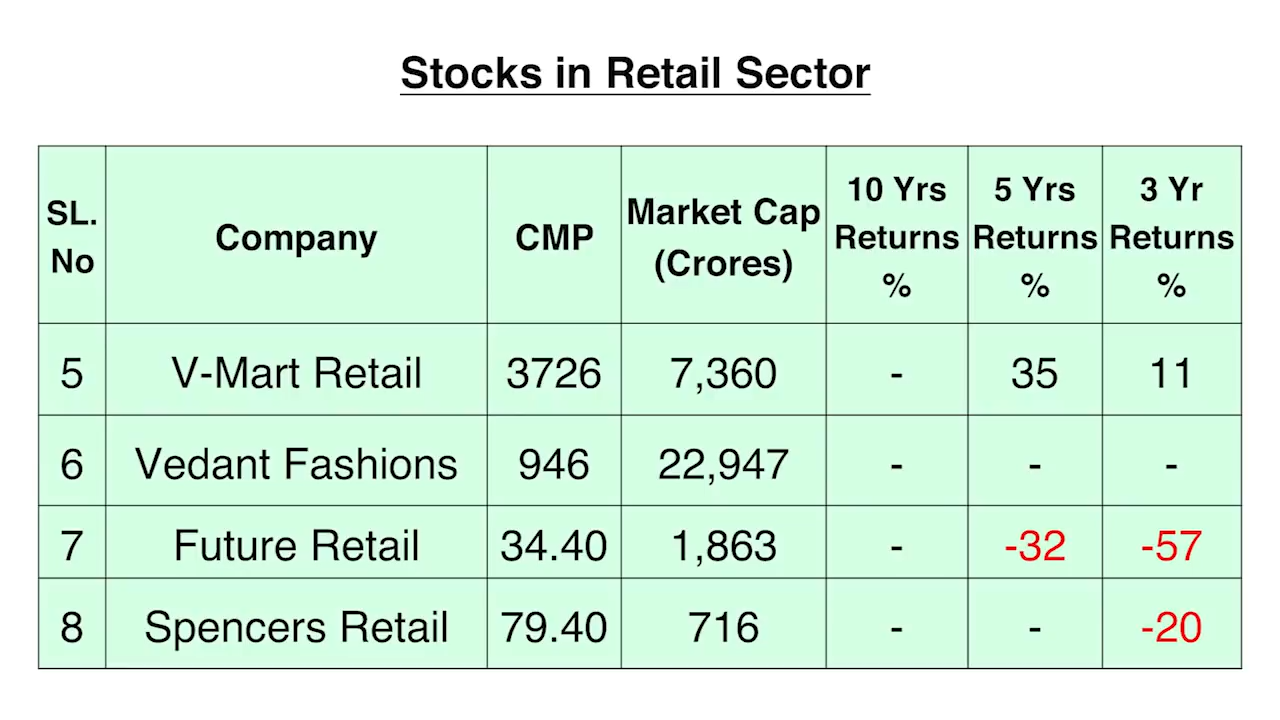 Stocks in Retail Sector
SL. No Company CMP Market Cap (Crores) 10 Yrs Returns % 5 Yrs Returns % 3 Yr Returns %
5 V-Mart Retail 3726 7,360 - 35 11
6 Vedant Fashions 946 22,947 - - -
7 Future Retail 34.40 1,863 - -32 -57
8 Spencers Retail 79.40 716 - - -20